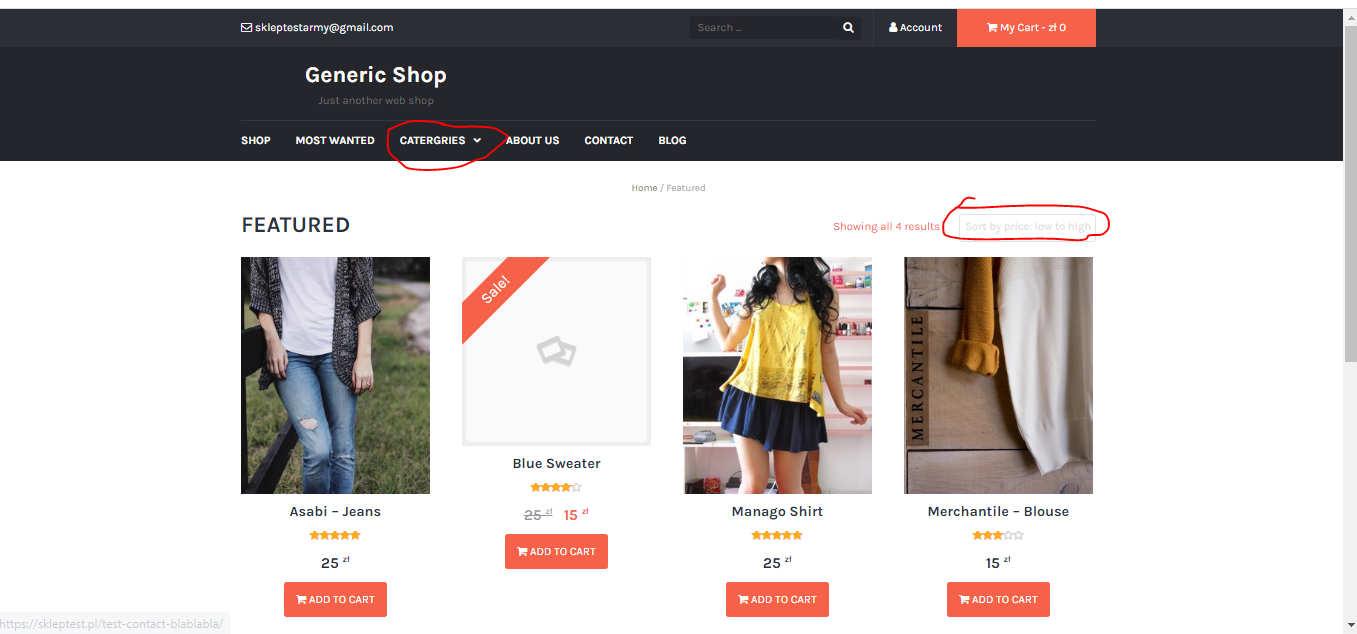 skleptestarmy@gmail.com
Search ...
Account
My Cart - zł 0
Generic Shop
Just another web shop
SHOP
MOST WANTED
CATERGRIES
ABOUT US
CONTACT
BLOG
Home / Featured
FEATURED
Showing all 4 results
Sort by price: low to high
Sale!
MERCANTILE
Asabi – Jeans
25 zł
ADD TO CART
Blue Sweater
25 zł 15 zł
ADD TO CART
Manago Shirt
25 zł
ADD TO CART
Merchantile – Blouse
15 zł
ADD TO CART
https://skleptest.pl/test-contact-blablabla/